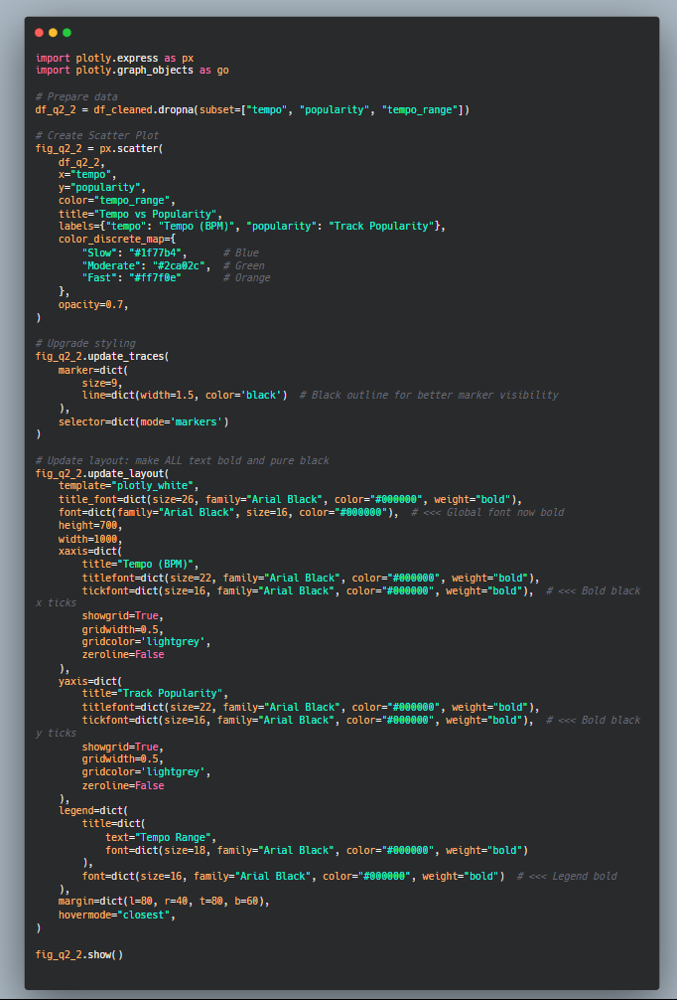 import plotly.express as px
import plotly.graph_objects as go

# Prepare data
df_q2_2 = df_cleaned.dropna(subset=["tempo", "popularity", "tempo_range"])

# Create Scatter Plot
fig_q2_2 = px.scatter(
    df_q2_2,
    x="tempo",
    y="popularity",
    color="tempo_range",
    title="Tempo vs Popularity",
    labels={"tempo": "Tempo (BPM)", "popularity": "Track Popularity"},
    color_discrete_map={
        "Slow": "#1f77b4",      # Blue
        "Moderate": "#2ca02c",  # Green
        "Fast": "#ff7f0e"       # Orange
    },
    opacity=0.7,
)

# Upgrade styling
fig_q2_2.update_traces(
    marker=dict(
        size=9,
        line=dict(width=1.5, color='black')  # Black outline for better marker visibility
    ),
    selector=dict(mode='markers')
)

# Update layout: make ALL text bold and pure black
fig_q2_2.update_layout(
    template="plotly_white",
    title_font=dict(size=26, family="Arial Black", color="#000000", weight="bold"),
    font=dict(family="Arial Black", size=16, color="#000000"),  # <<< Global font now bold
    height=700,
    width=1000,
    xaxis=dict(
        title="Tempo (BPM)",
        titlefont=dict(size=22, family="Arial Black", color="#000000", weight="bold"),
        tickfont=dict(size=16, family="Arial Black", color="#000000", weight="bold"),  # <<< Bold black
x ticks
        showgrid=True,
        gridwidth=0.5,
        gridcolor='lightgrey',
        zeroline=False
    ),
    yaxis=dict(
        title="Track Popularity",
        titlefont=dict(size=22, family="Arial Black", color="#000000", weight="bold"),
        tickfont=dict(size=16, family="Arial Black", color="#000000", weight="bold"),  # <<< Bold black
y ticks
        showgrid=True,
        gridwidth=0.5,
        gridcolor='lightgrey',
        zeroline=False
    ),
    legend=dict(
        title=dict(
            text="Tempo Range",
            font=dict(size=18, family="Arial Black", color="#000000", weight="bold")
        ),
        font=dict(size=16, family="Arial Black", color="#000000", weight="bold")  # <<< Legend bold
    ),
    margin=dict(l=80, r=40, t=80, b=60),
    hovermode="closest",
)

fig_q2_2.show()